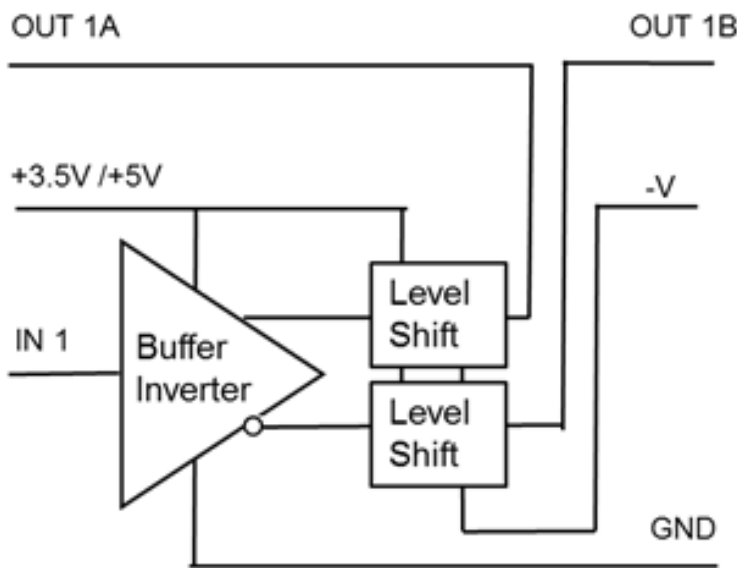 OUT 1A
OUT 1B
+3.5V /+5V
-V
Level
Shift
IN 1
Buffer
Inverter
Level
Shift
GND